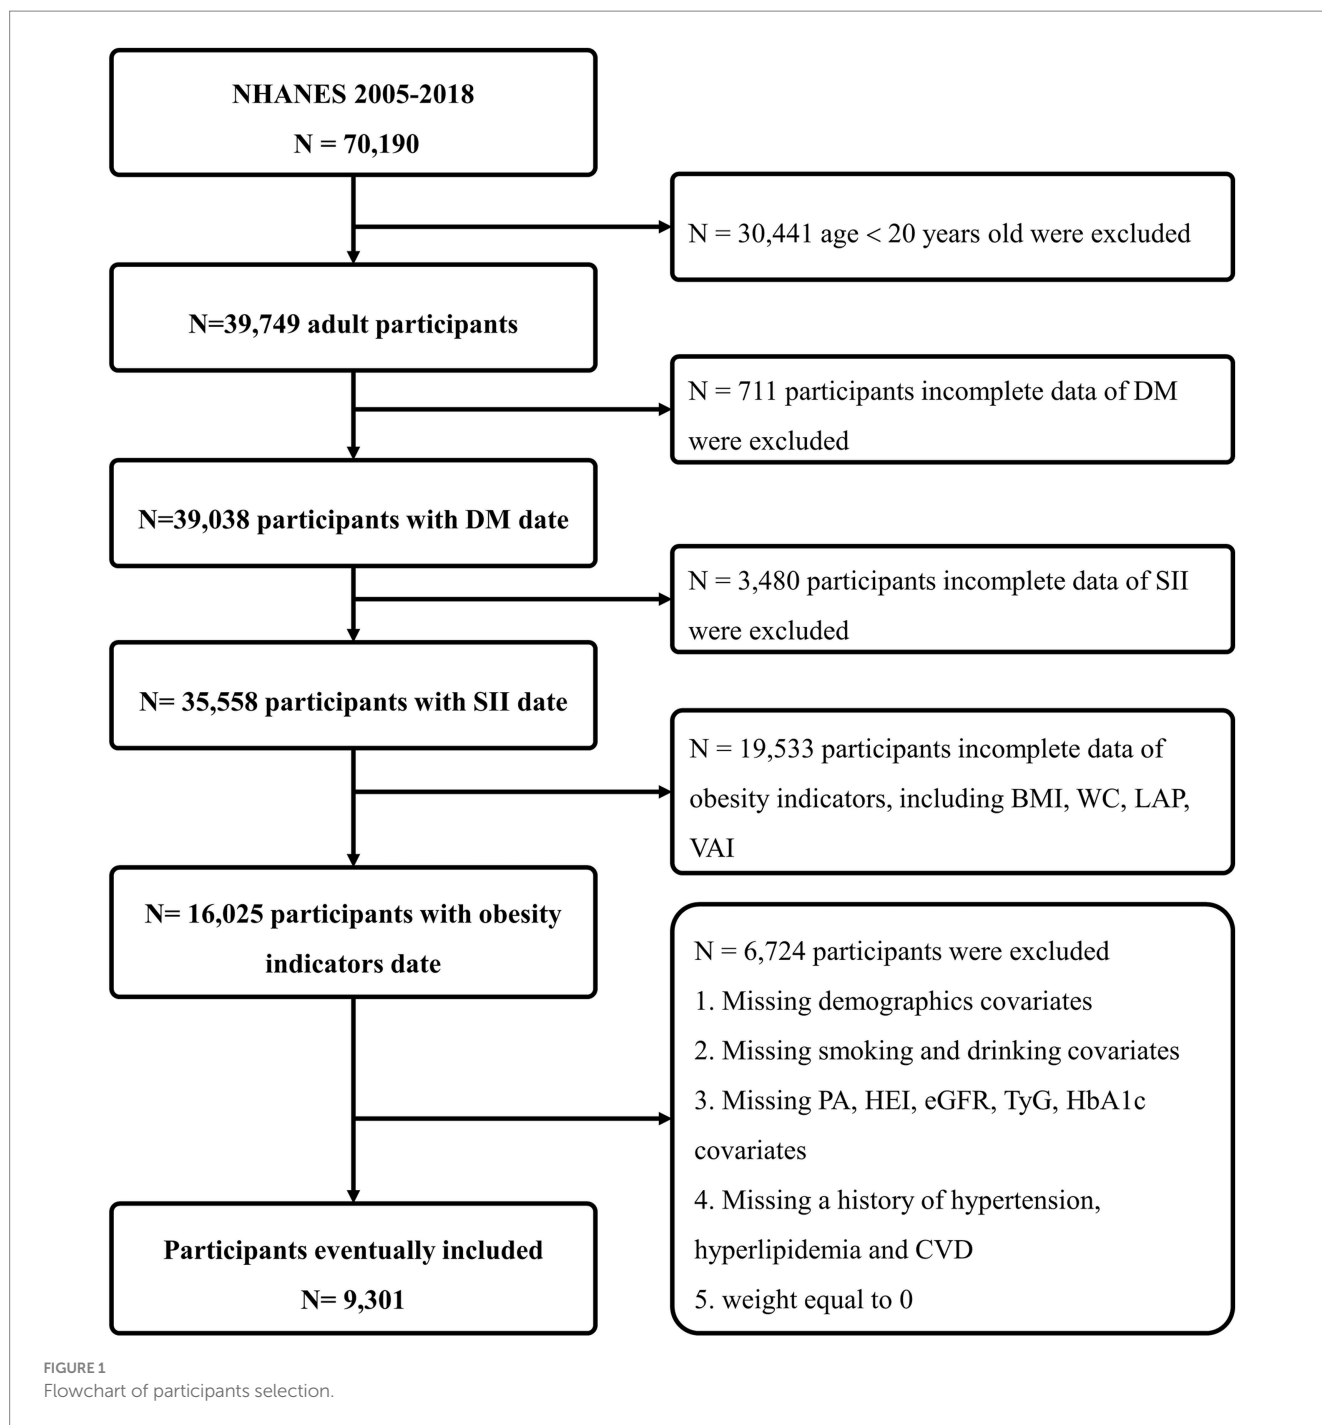 NHANES 2005-2018
N = 70,190
N = 30,441 age < 20 years old were excluded
N=39,749 adult participants
N = 711 participants incomplete data of DM
were excluded
N=39,038 participants with DM date
N = 3,480 participants incomplete data of SII
were excluded
N= 35,558 participants with SII date
N = 19,533 participants incomplete data of
obesity indicators, including BMI, WC, LAP,
VAI
N= 16,025 participants with obesity
indicators date
N = 6,724 participants were excluded
1. Missing demographics covariates
2. Missing smoking and drinking covariates
3. Missing PA, HEI, eGFR, TyG, HbA1c
covariates
4. Missing a history of hypertension,
hyperlipidemia and CVD
5. weight equal to 0
Participants eventually included
N= 9,301
FIGURE 1
Flowchart of participants selection.